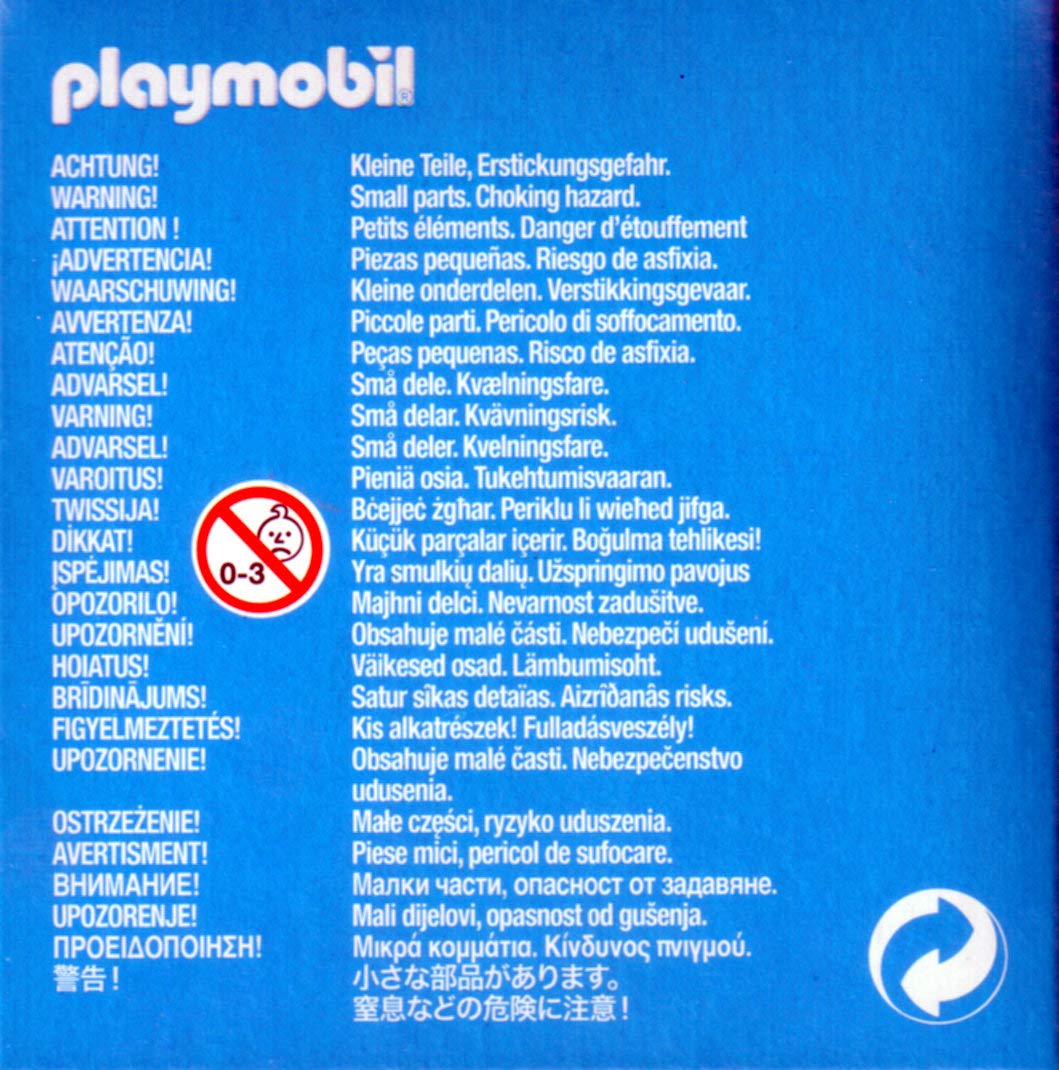 playmobil®
ACHTUNG! Kleine Teile, Erstickungsgefahr.
WARNING! Small parts. Choking hazard.
ATTENTION ! Petits éléments. Danger d'étouffement
¡ADVERTENCIA! Piezas pequeñas. Riesgo de asfixia.
WAARSCHUWING! Kleine onderdelen. Verstikkingsgevaar.
AVVERTENZA! Piccole parti. Pericolo di soffocamento.
ATENÇÃO! Peças pequenas. Risco de asfixia.
ADVARSEL! Små dele. Kvælningsfare.
VARNING! Små delar. Kvävningsrisk.
ADVARSEL! Små deler. Kvelningsfare.
VAROITUS! Pieniä osia. Tukehtumisvaaran.
TWISSIJA! Bċejjeċ żgħar. Periklu li wieħed jifga.
DİKKAT! Küçük parçalar içerir. Boğulma tehlikesi!
ĮSPĖJIMAS! Yra smulkių dalių. Užspringimo pavojus
0-3
OPOZORILO! Majhni delci. Nevarnost zadušitve.
UPOZORNĚNÍ! Obsahuje malé části. Nebezpečí udušení.
HOIATUS! Väikesed osad. Lämbumisoht.
BRĪDINĀJUMS! Satur sîkas detaïas. Aizrîðanâs risks.
FIGYELMEZTETÉS! Kis alkatrészek! Fulladásveszély!
UPOZORNENIE! Obsahuje malé časti. Nebezpečenstvo
udusenia.
OSTRZEŻENIE! Małe części, ryzyko uduszenia.
AVERTISMENT! Piese mici, pericol de sufocare.
ВНИМАНИЕ! Малки части, опасност от задавяне.
UPOZORENJE! Mali dijelovi, opasnost od gušenja.
ΠΡΟΕΙΔΟΠΟΙΗΣΗ! Μικρά κομμάτια. Κίνδυνος πνιγμού.
警告! 小さな部品があります。
窒息などの危険に注意!